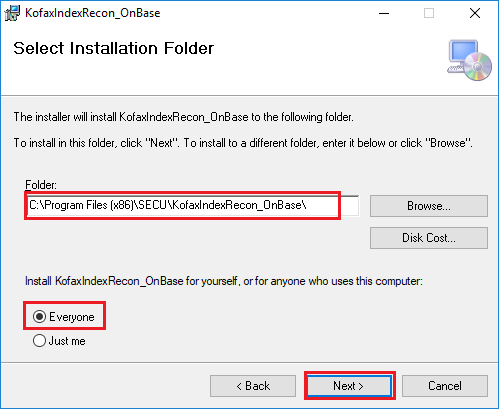 KofaxIndexRecon_OnBase
Select Installation Folder
The installer will install KofaxIndexRecon_OnBase to the following folder.
To install in this folder, click "Next". To install to a different folder, enter it below or click "Browse".
Folder:
C:\Program Files (x86)\SECU\KofaxIndexRecon_OnBase\
Browse...
Disk Cost...
Install KofaxIndexRecon_OnBase for yourself, or for anyone who uses this computer:
Everyone
Just me
< Back
Next >
Cancel